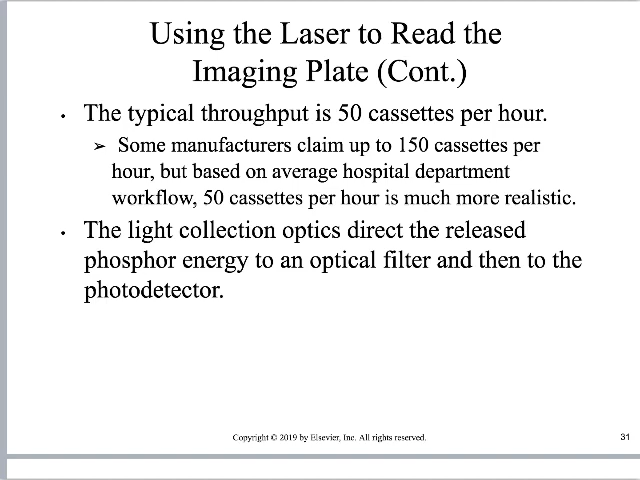 Using the Laser to Read the
Imaging Plate (Cont.)
• The typical throughput is 50 cassettes per hour.
➢ Some manufacturers claim up to 150 cassettes per
hour, but based on average hospital department
workflow, 50 cassettes per hour is much more realistic.
• The light collection optics direct the released
phosphor energy to an optical filter and then to the
photodetector.
Copyright © 2019 by Elsevier, Inc. All rights reserved.
31